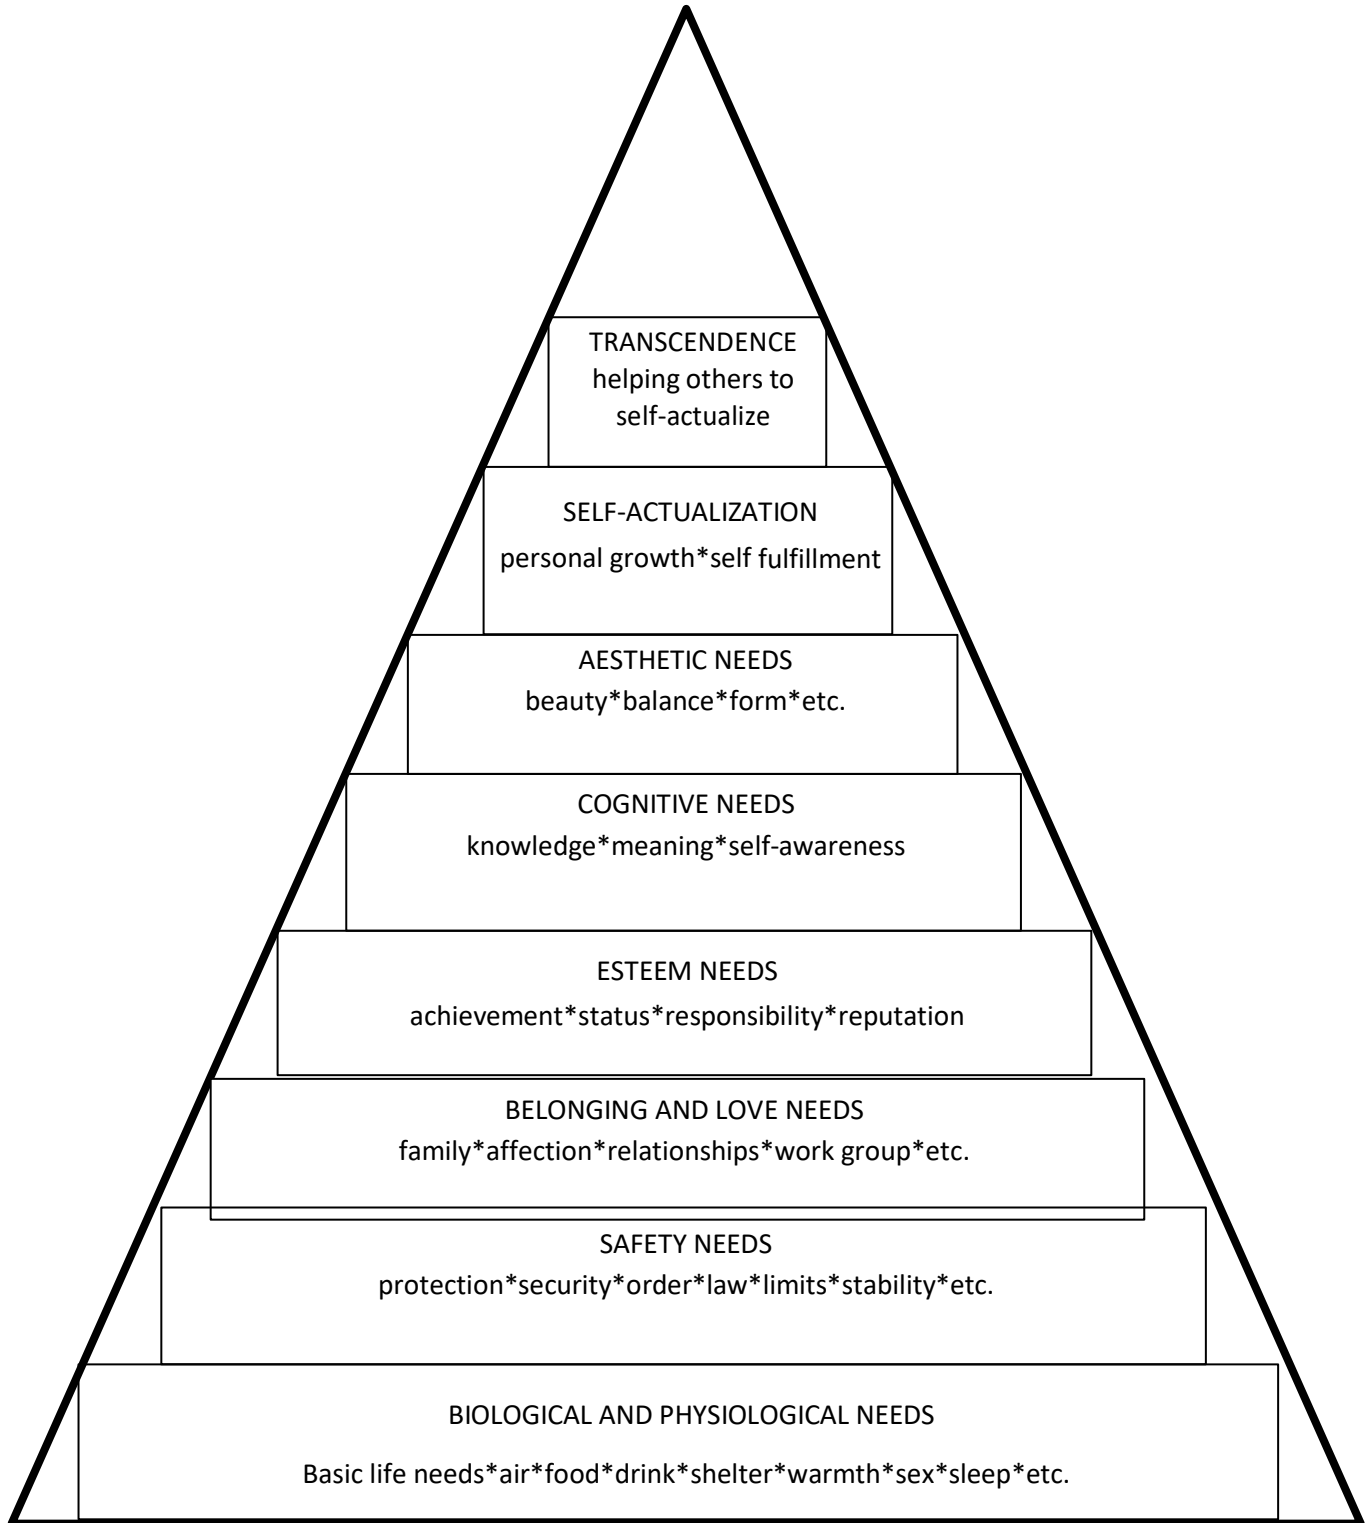 TRANSCENDENCE
helping others to
self-actualize
SELF-ACTUALIZATION
personal growth*self fulfillment
AESTHETIC NEEDS
beauty*balance*form*etc.
COGNITIVE NEEDS
knowledge*meaning*self-awareness
ESTEEM NEEDS
achievement*status*responsibility*reputation
BELONGING AND LOVE NEEDS
family*affection*relationships*work group*etc.
SAFETY NEEDS
protection*security*order*law*limits*stability*etc.
BIOLOGICAL AND PHYSIOLOGICAL NEEDS
Basic life needs*air*food*drink*shelter*warmth*sex*sleep*etc.